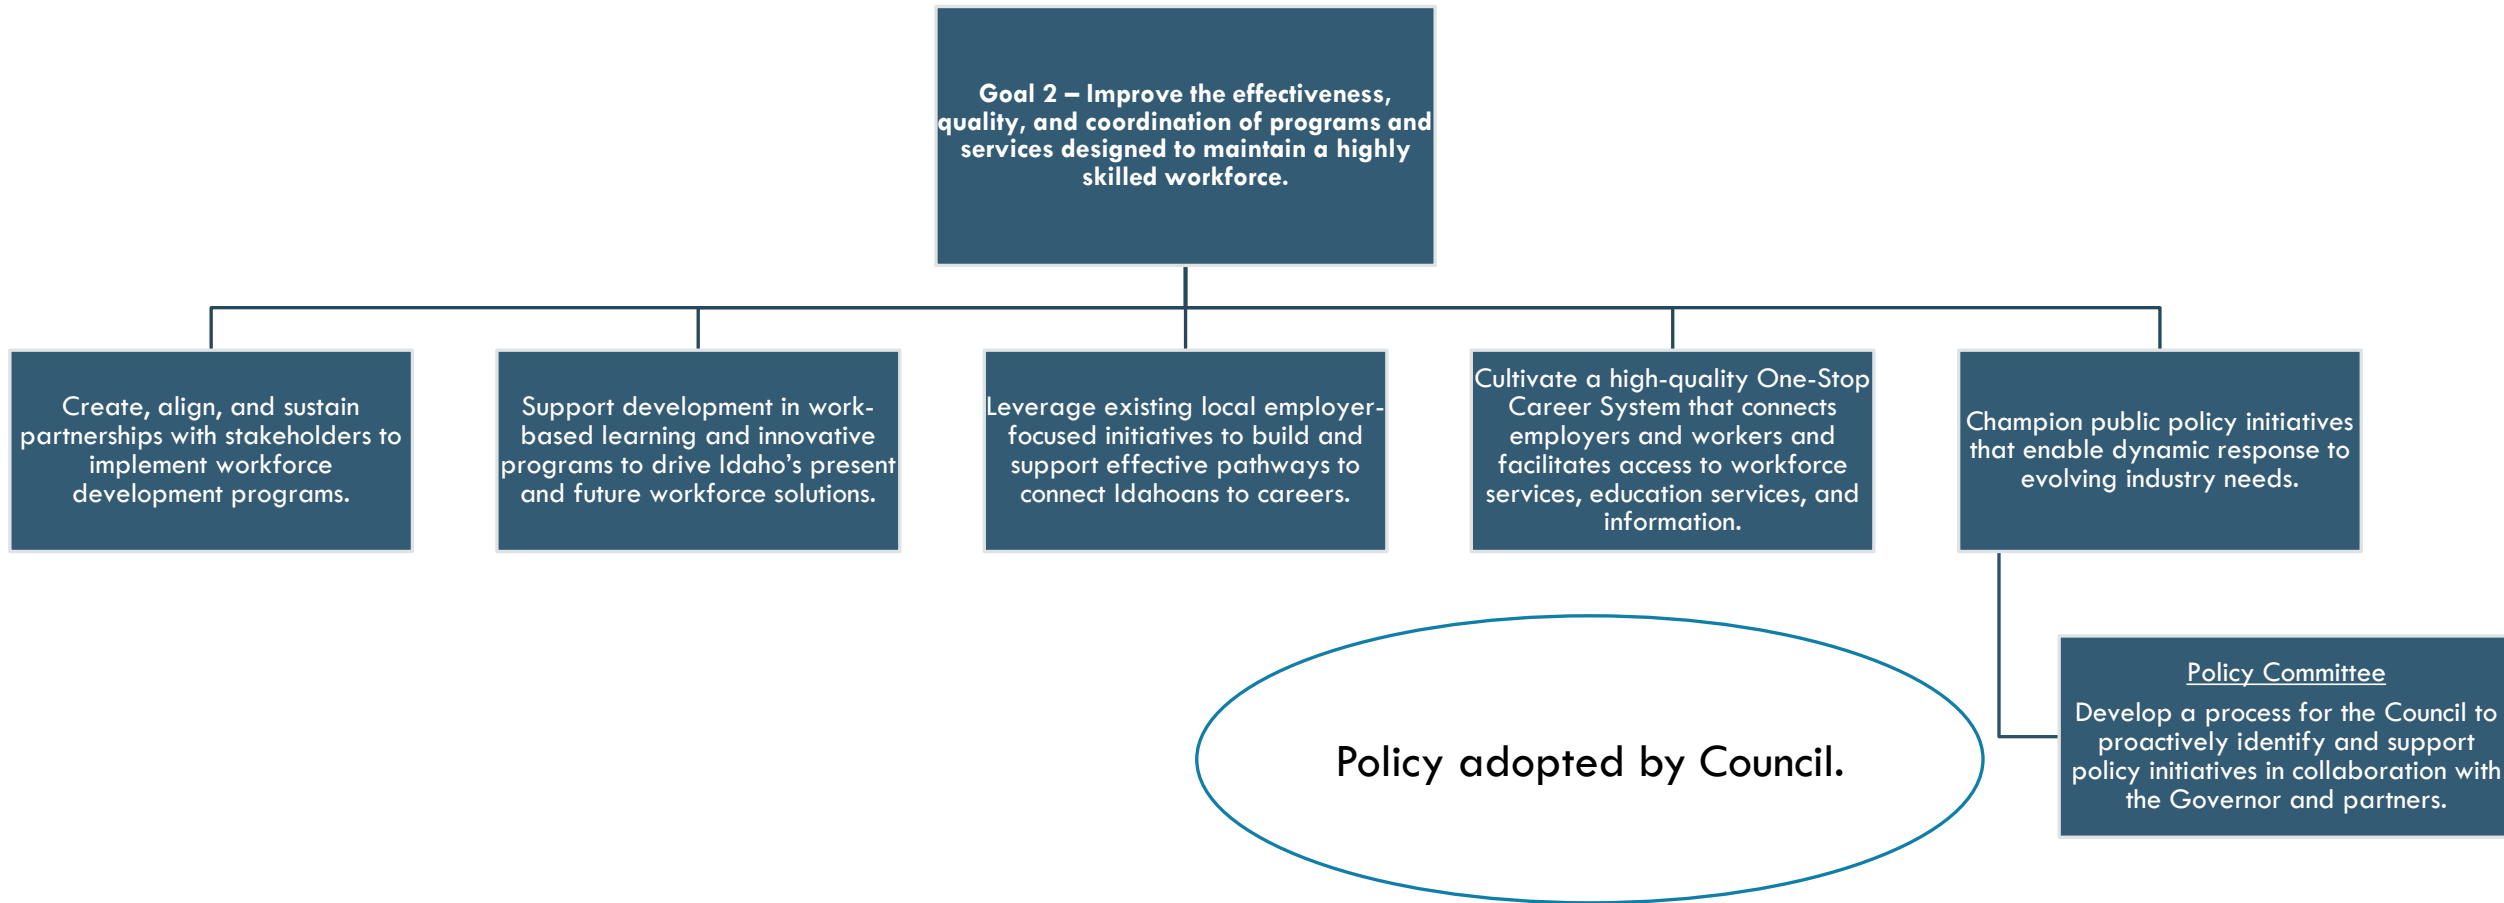 Goal 2 – Improve the effectiveness,
quality, and coordination of programs and
services designed to maintain a highly
skilled workforce.
Create, align, and sustain
partnerships with stakeholders to
implement workforce
development programs.
Support development in work-
based learning and innovative
programs to drive Idaho’s present
and future workforce solutions.
Leverage existing local employer-
focused initiatives to build and
support effective pathways to
connect Idahoans to careers.
Cultivate a high-quality One-Stop
Career System that connects
employers and workers and
facilitates access to workforce
services, education services, and
information.
Champion public policy initiatives
that enable dynamic response to
evolving industry needs.
Policy adopted by Council.
Policy Committee
Develop a process for the Council to
proactively identify and support
policy initiatives in collaboration with
the Governor and partners.